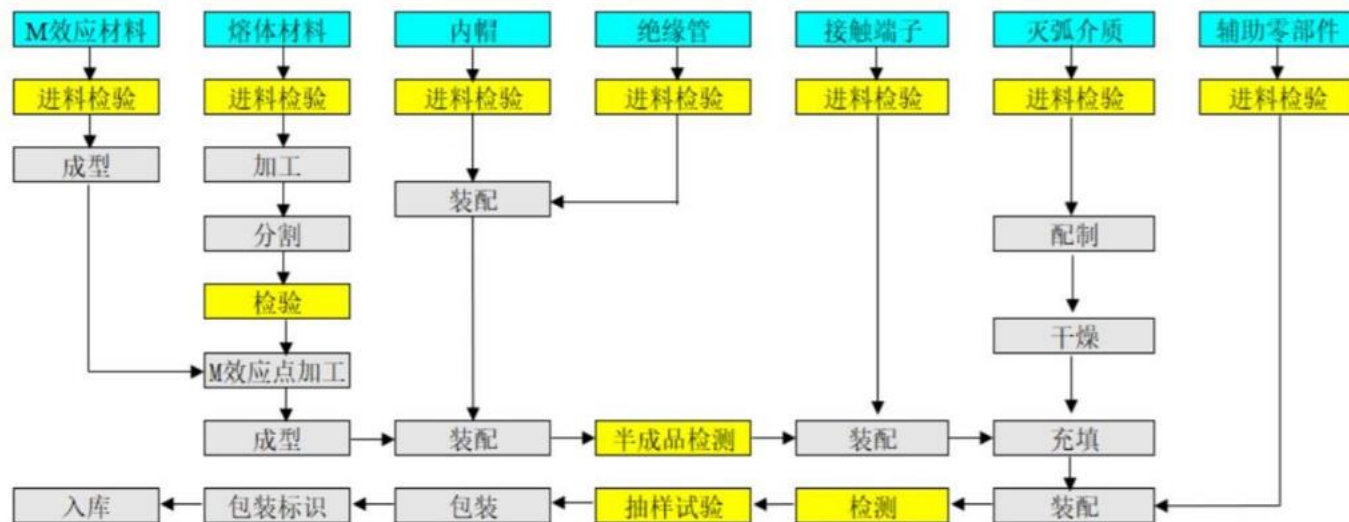 M效应材料
熔体材料
内帽
绝缘管
接触端子
灭弧介质
辅助零部件
进料检验
进料检验
进料检验
进料检验
进料检验
进料检验
进料检验
成型
加工
装配
分割
配制
检验
干燥
M效应点加工
成型
装配
半成品检测
装配
充填
入库
包装标识
包装
抽样试验
检测
装配